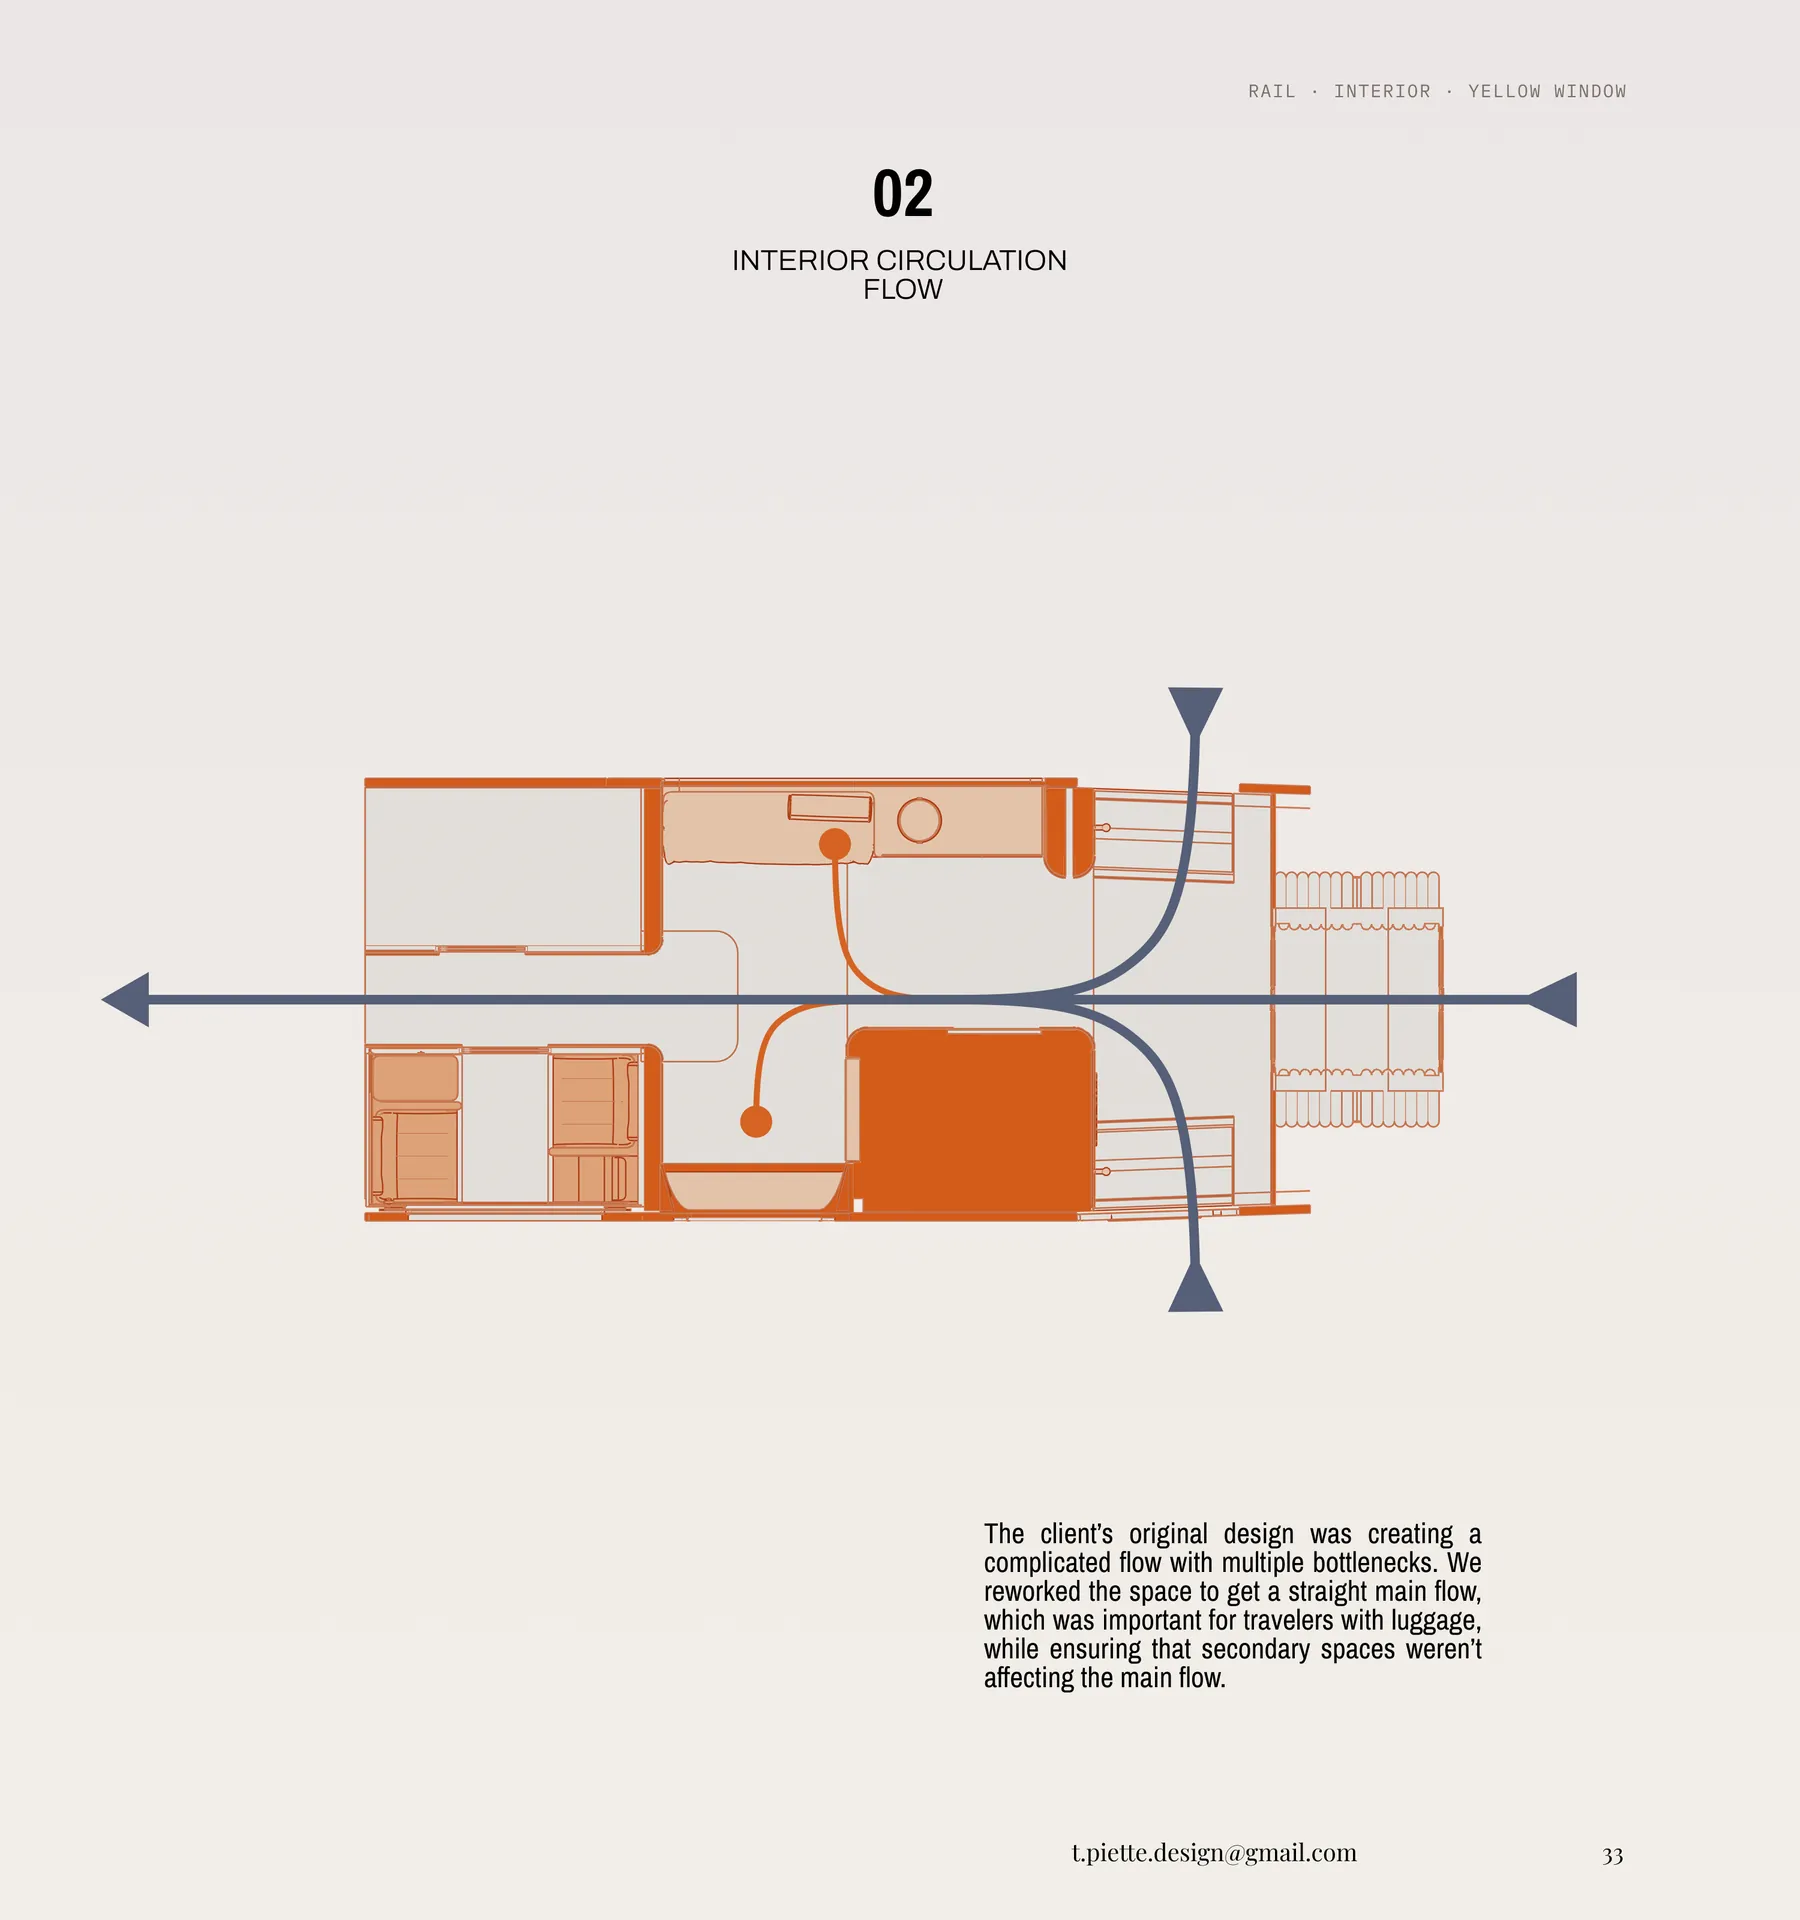 RAIL · INTERIOR · YELLOW WINDOW
02
INTERIOR CIRCULATION
FLOW
The client’s original design was creating a
complicated flow with multiple bottlenecks. We
reworked the space to get a straight main flow,
which was important for travelers with luggage,
while ensuring that secondary spaces weren’t
affecting the main flow.
t.piette.design@gmail.com
33